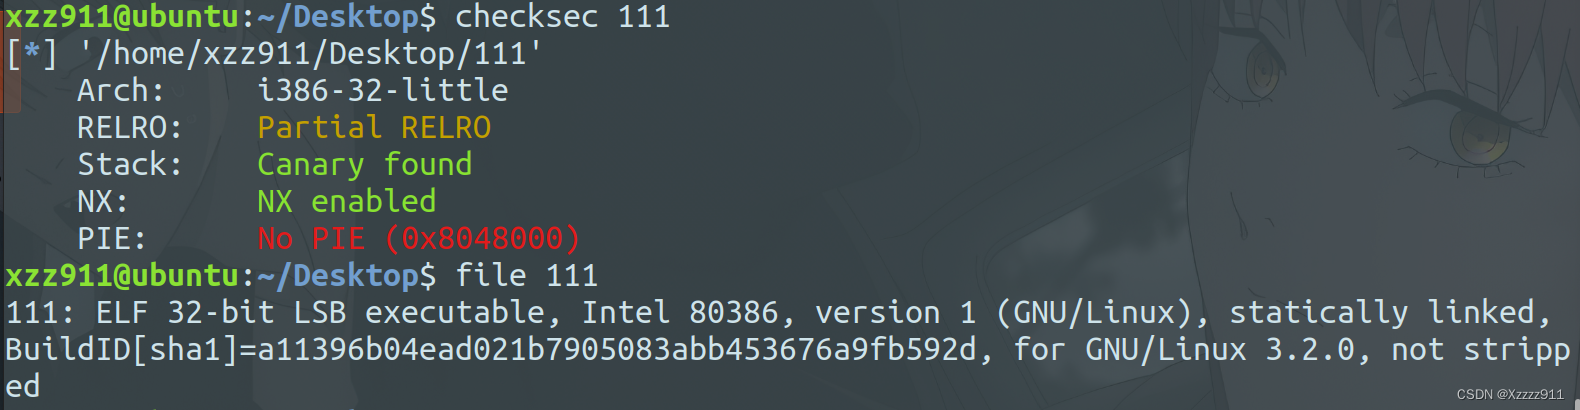 xzz911@ubuntu:~/Desktop$ checksec 111
[*] '/home/xzz911/Desktop/111'
    Arch:     i386-32-little
    RELRO:    Partial RELRO
    Stack:    Canary found
    NX:       NX enabled
    PIE:      No PIE (0x8048000)
xzz911@ubuntu:~/Desktop$ file 111
111: ELF 32-bit LSB executable, Intel 80386, version 1 (GNU/Linux), statically linked,
BuildID[sha1]=a11396b04ead021b7905083abb453676a9fb592d, for GNU/Linux 3.2.0, not stripp
ed
CSDN @Xzzzz911